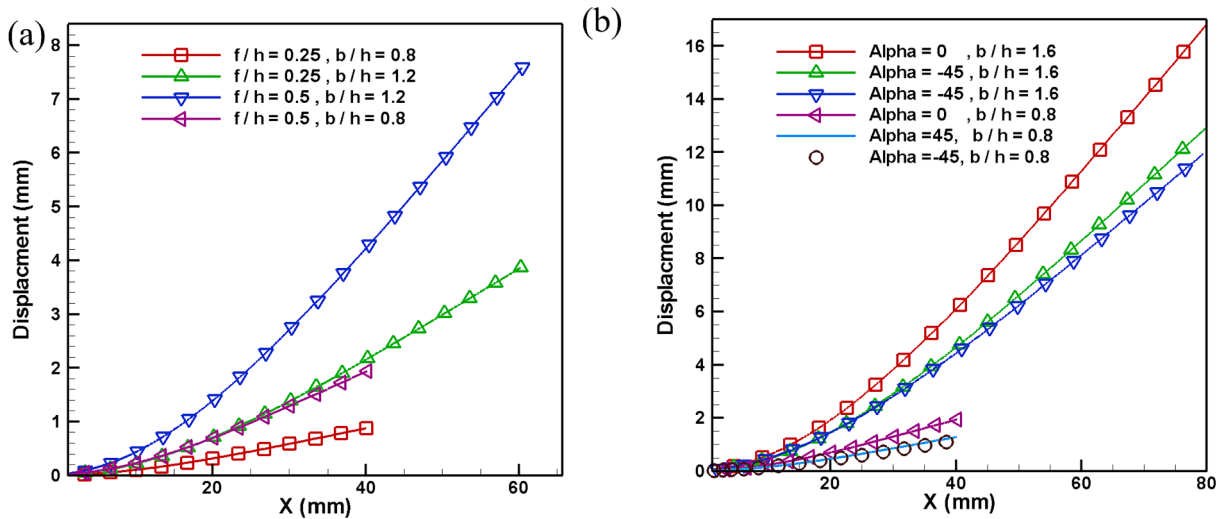 (a)
f / h = 0.25 , b / h = 0.8
f / h = 0.25 , b / h = 1.2
f / h = 0.5 , b / h = 1.2
f / h = 0.5 , b / h = 0.8
Displacment (mm)
8
7
6
5
4
3
2
1
0
20
40
60
X (mm)
(b)
Alpha = 0 , b / h = 1.6
Alpha = -45 , b / h = 1.6
Alpha = -45 , b / h = 1.6
Alpha = 0 , b / h = 0.8
Alpha =45, b / h = 0.8
Alpha = -45, b / h = 0.8
Displacment (mm)
16
14
12
10
8
6
4
2
0
20
40
60
80
X (mm)